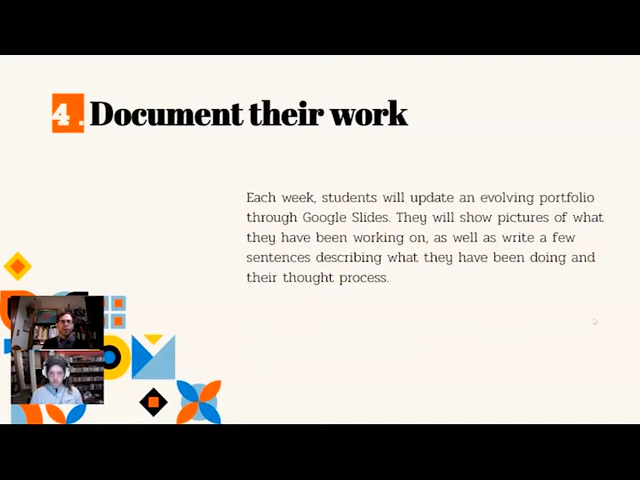 4. Document their work
Each week, students will update an evolving portfolio
through Google Slides. They will show pictures of what
they have been working on, as well as write a few
sentences describing what they have been doing and
their thought process.